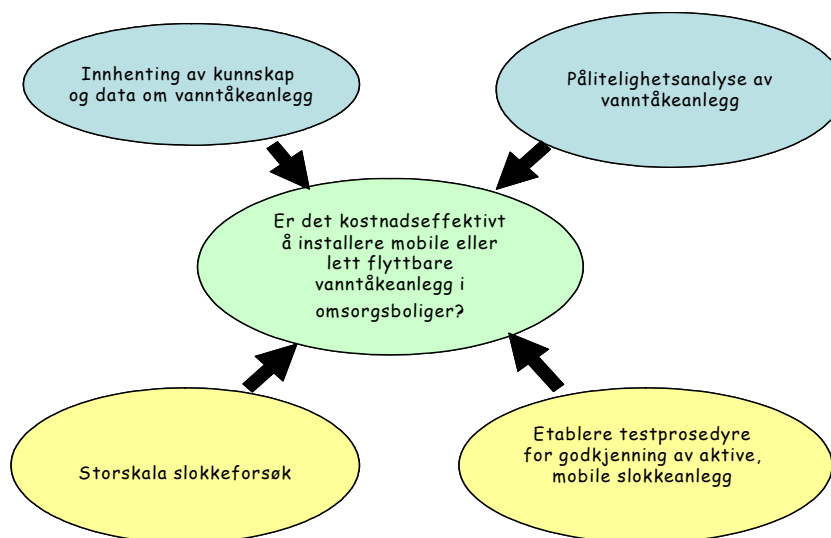 Innhenting av kunnskap
og data om vanntåkeanlegg
Pålitelighetsanalyse av
vanntåkeanlegg
Er det kostnadseffektivt
å installere mobile eller
lett flyttbare
vanntåkeanlegg i
omsorgsboliger?
Storskala slokkeforsøk
Etablere testprosedyre
for godkjenning av aktive,
mobile slokkeanlegg